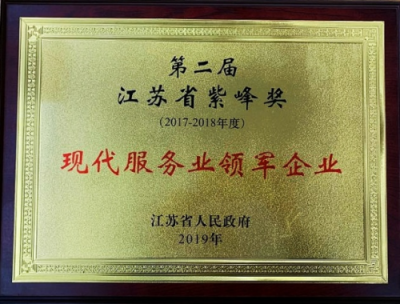 第二届
江苏省紫峰奖
(2017-2018年度)
现代服务业领军企业
江苏省人民政府
2019年